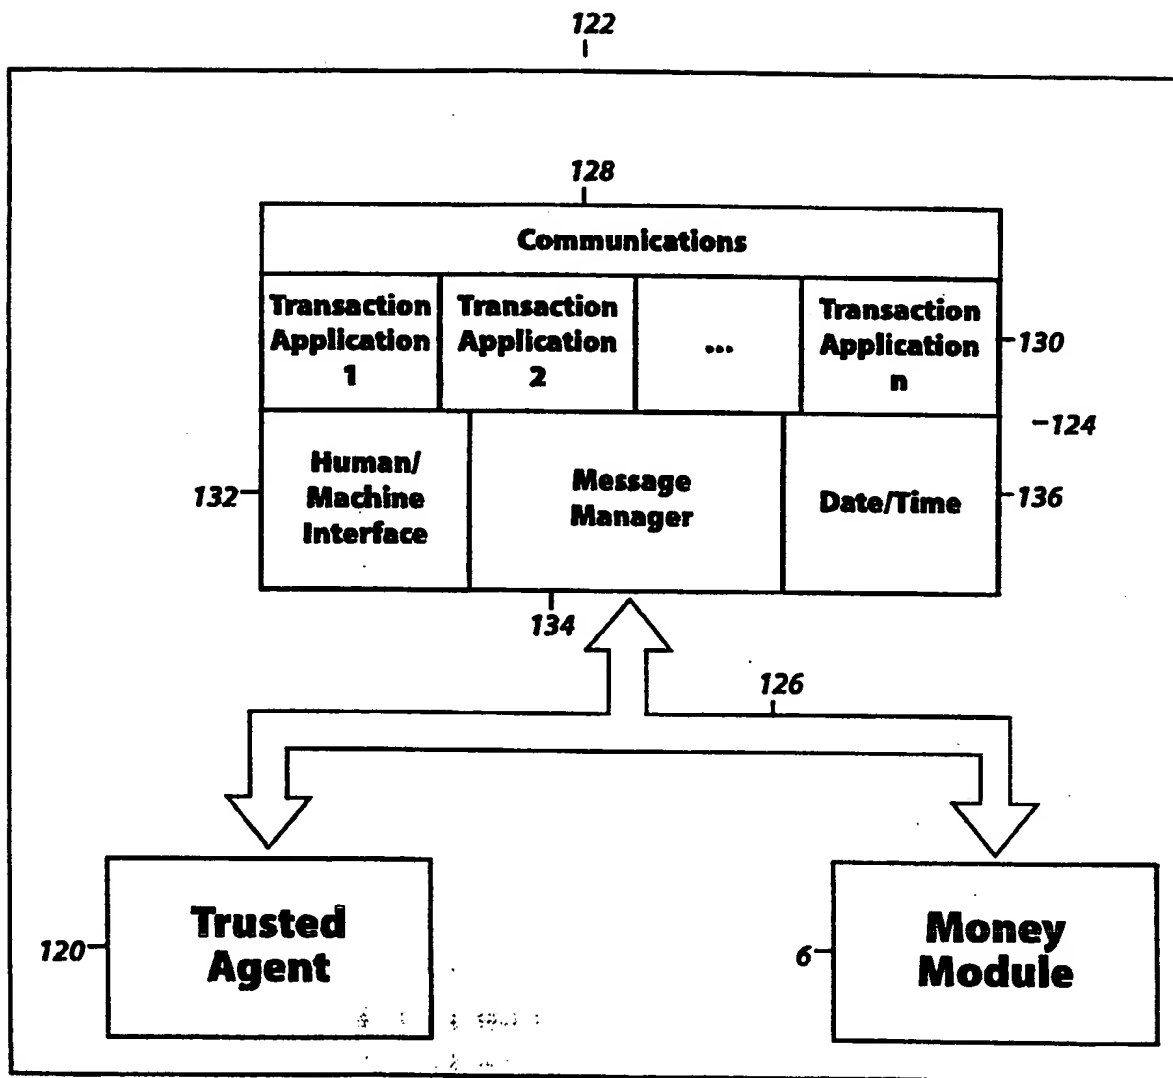 122
128
Communications
Transaction
Application
1
Transaction
Application
2
...
Transaction
Application
n
130
124
132
Human/
Machine
Interface
Message
Manager
Date/Time
136
134
126
120
Trusted
Agent
6
Money
Module